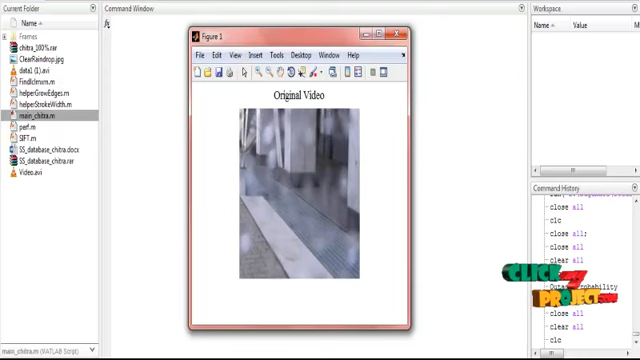 Current Folder
Name
Frames
chitra_100%.rar
ClearRaindrop.jpg
data1 (1).avi
helperGrowEdges.m
helperStrokeWidth.m
main_chitra.m
perf.m
SIFT.m
SS_database_chitra.docx
SS_database_chitra.rar
Video.avi
main_chitra.m (MATLAB Script)
Command Window
fx
Figure 1
File Edit View Insert Tools Desktop Window Help
Original Video
Workspace
Name Value
Command History
close all
clc
close all;
close all
clear all
close all
clear all
clc
CLICK
MY
PROJECT.COM